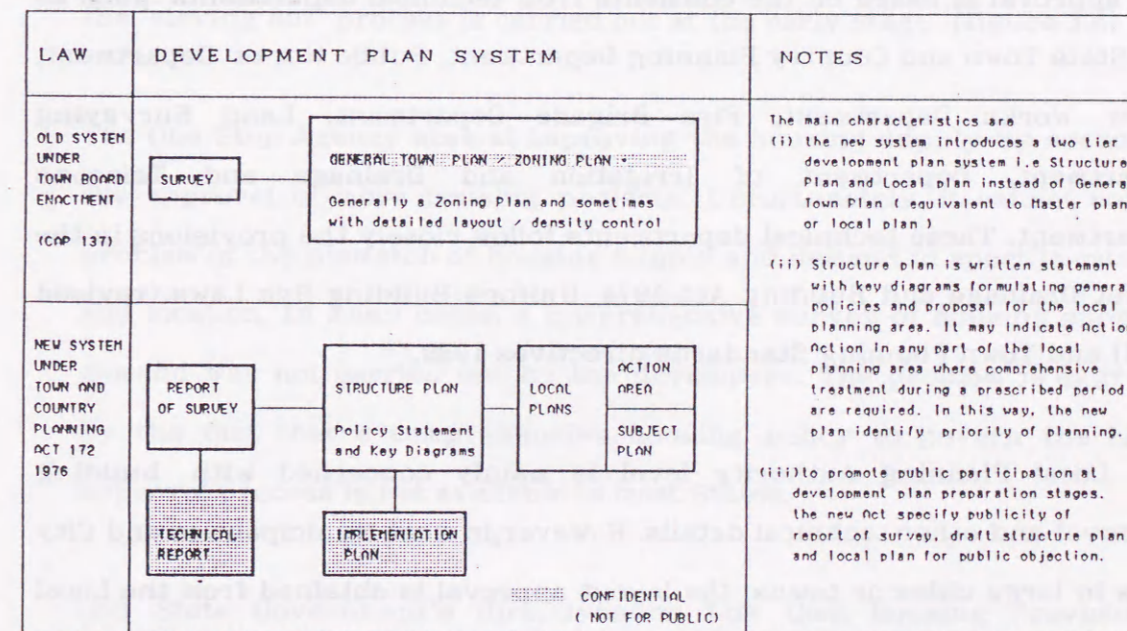 LAW
DEVELOPMENT PLAN SYSTEM
NOTES
OLD SYSTEM
UNDER
TOWN BOARD
ENACTMENT
(CAP 137)
SURVEY
GENERAL TOWN PLAN / ZONING PLAN
Generally a Zoning Plan and sometimes
with detailed layout / density control
NEW SYSTEM
UNDER
TOWN AND
COUNTRY
PLANNING
ACT 172
1976
REPORT
OF SURVEY
STRUCTURE PLAN
Policy Statement
and Key Diagrams
LOCAL
PLANS
ACTION
AREA
SUBJECT
PLAN
TECHNICAL
REPORT
IMPLEMENTATION
PLAN
CONFIDENTIAL
( NOT FOR PUBLIC)
The main characteristics are :
(i) the new system introduces a two tier
development plan system i.e Structure
Plan and Local plan instead of General
Town Plan ( equivalent to Master Plan
or local plan )
(ii) Structure plan is written statement
with key diagrams formulating general
planning area. It may indicate Action
Action in any part of the local
planning area where comprehensive
treatment during a prescribed period
are required. In this way, the new
plan identify priority of planning.
(iii) To promote public participation at
development plan preparation stages.
the new Act specify publicity of
report of survey, draft structure plan
and local plan for public objection.